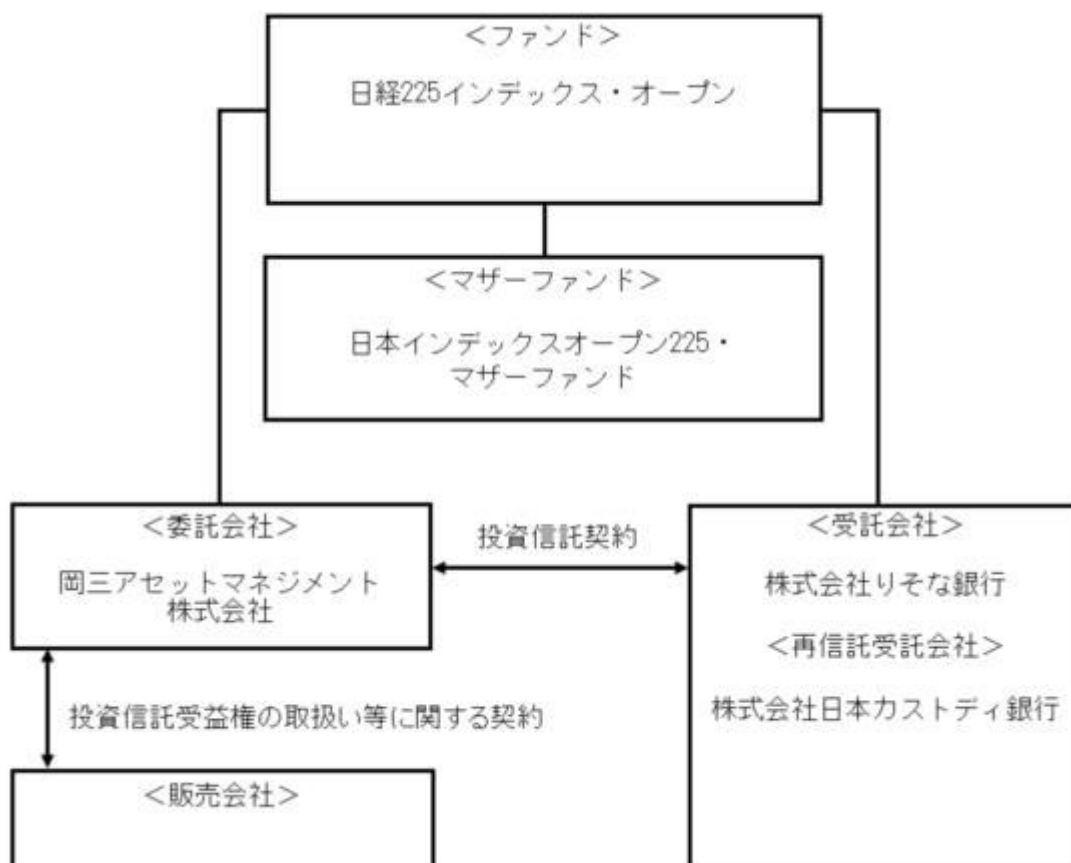 ＜ファンド＞
日経225インデックス・オープン
＜マザーファンド＞
日本インデックスオープン225・
マザーファンド
＜委託会社＞
岡三アセットマネジメント
株式会社
投資信託契約
＜受託会社＞
株式会社りそな銀行
＜再信託受託会社＞
株式会社日本カストディ銀行
投資信託受益権の取扱い等に関する契約
＜販売会社＞